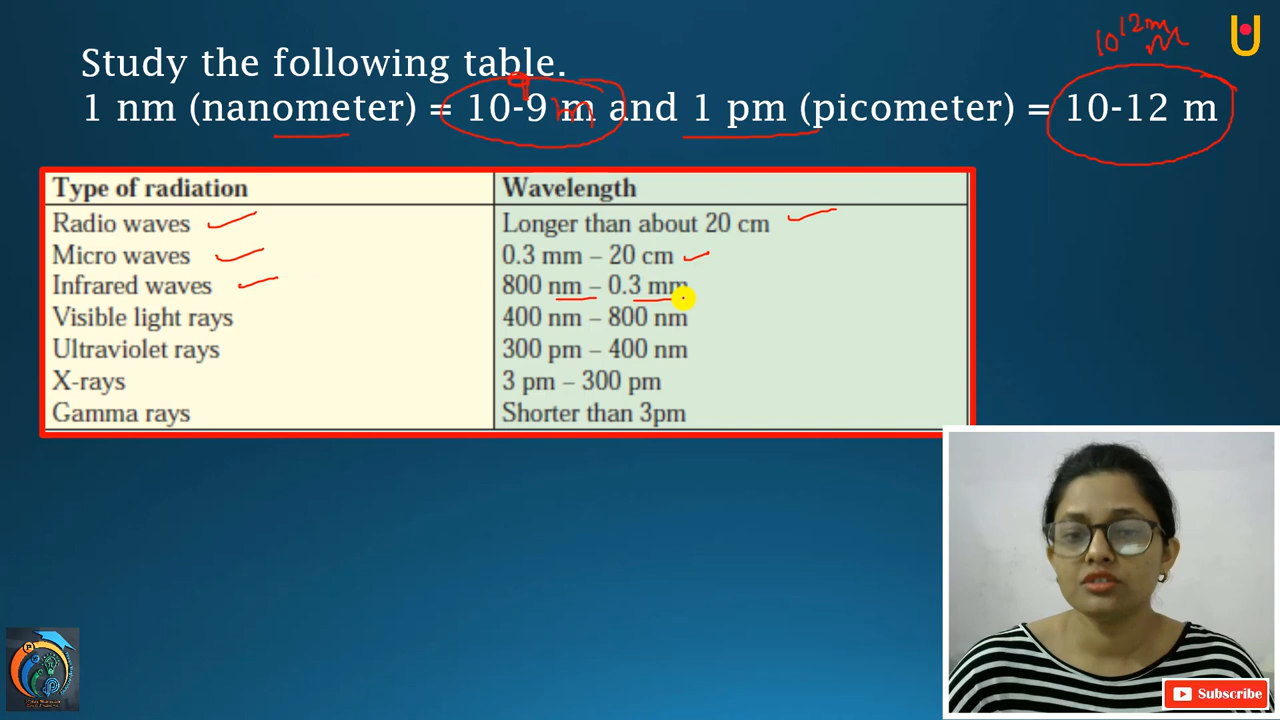 Study the following table.
1 nm (nanometer) = 10-9 m and 1 pm (picometer) = 10-12 m
10 12m
m
9 m
Type of radiation Wavelength
Radio waves Longer than about 20 cm
Micro waves 0.3 mm – 20 cm
Infrared waves 800 nm – 0.3 mm
Visible light rays 400 nm – 800 nm
Ultraviolet rays 300 pm – 400 nm
X-rays 3 pm – 300 pm
Gamma rays Shorter than 3pm
Subscribe